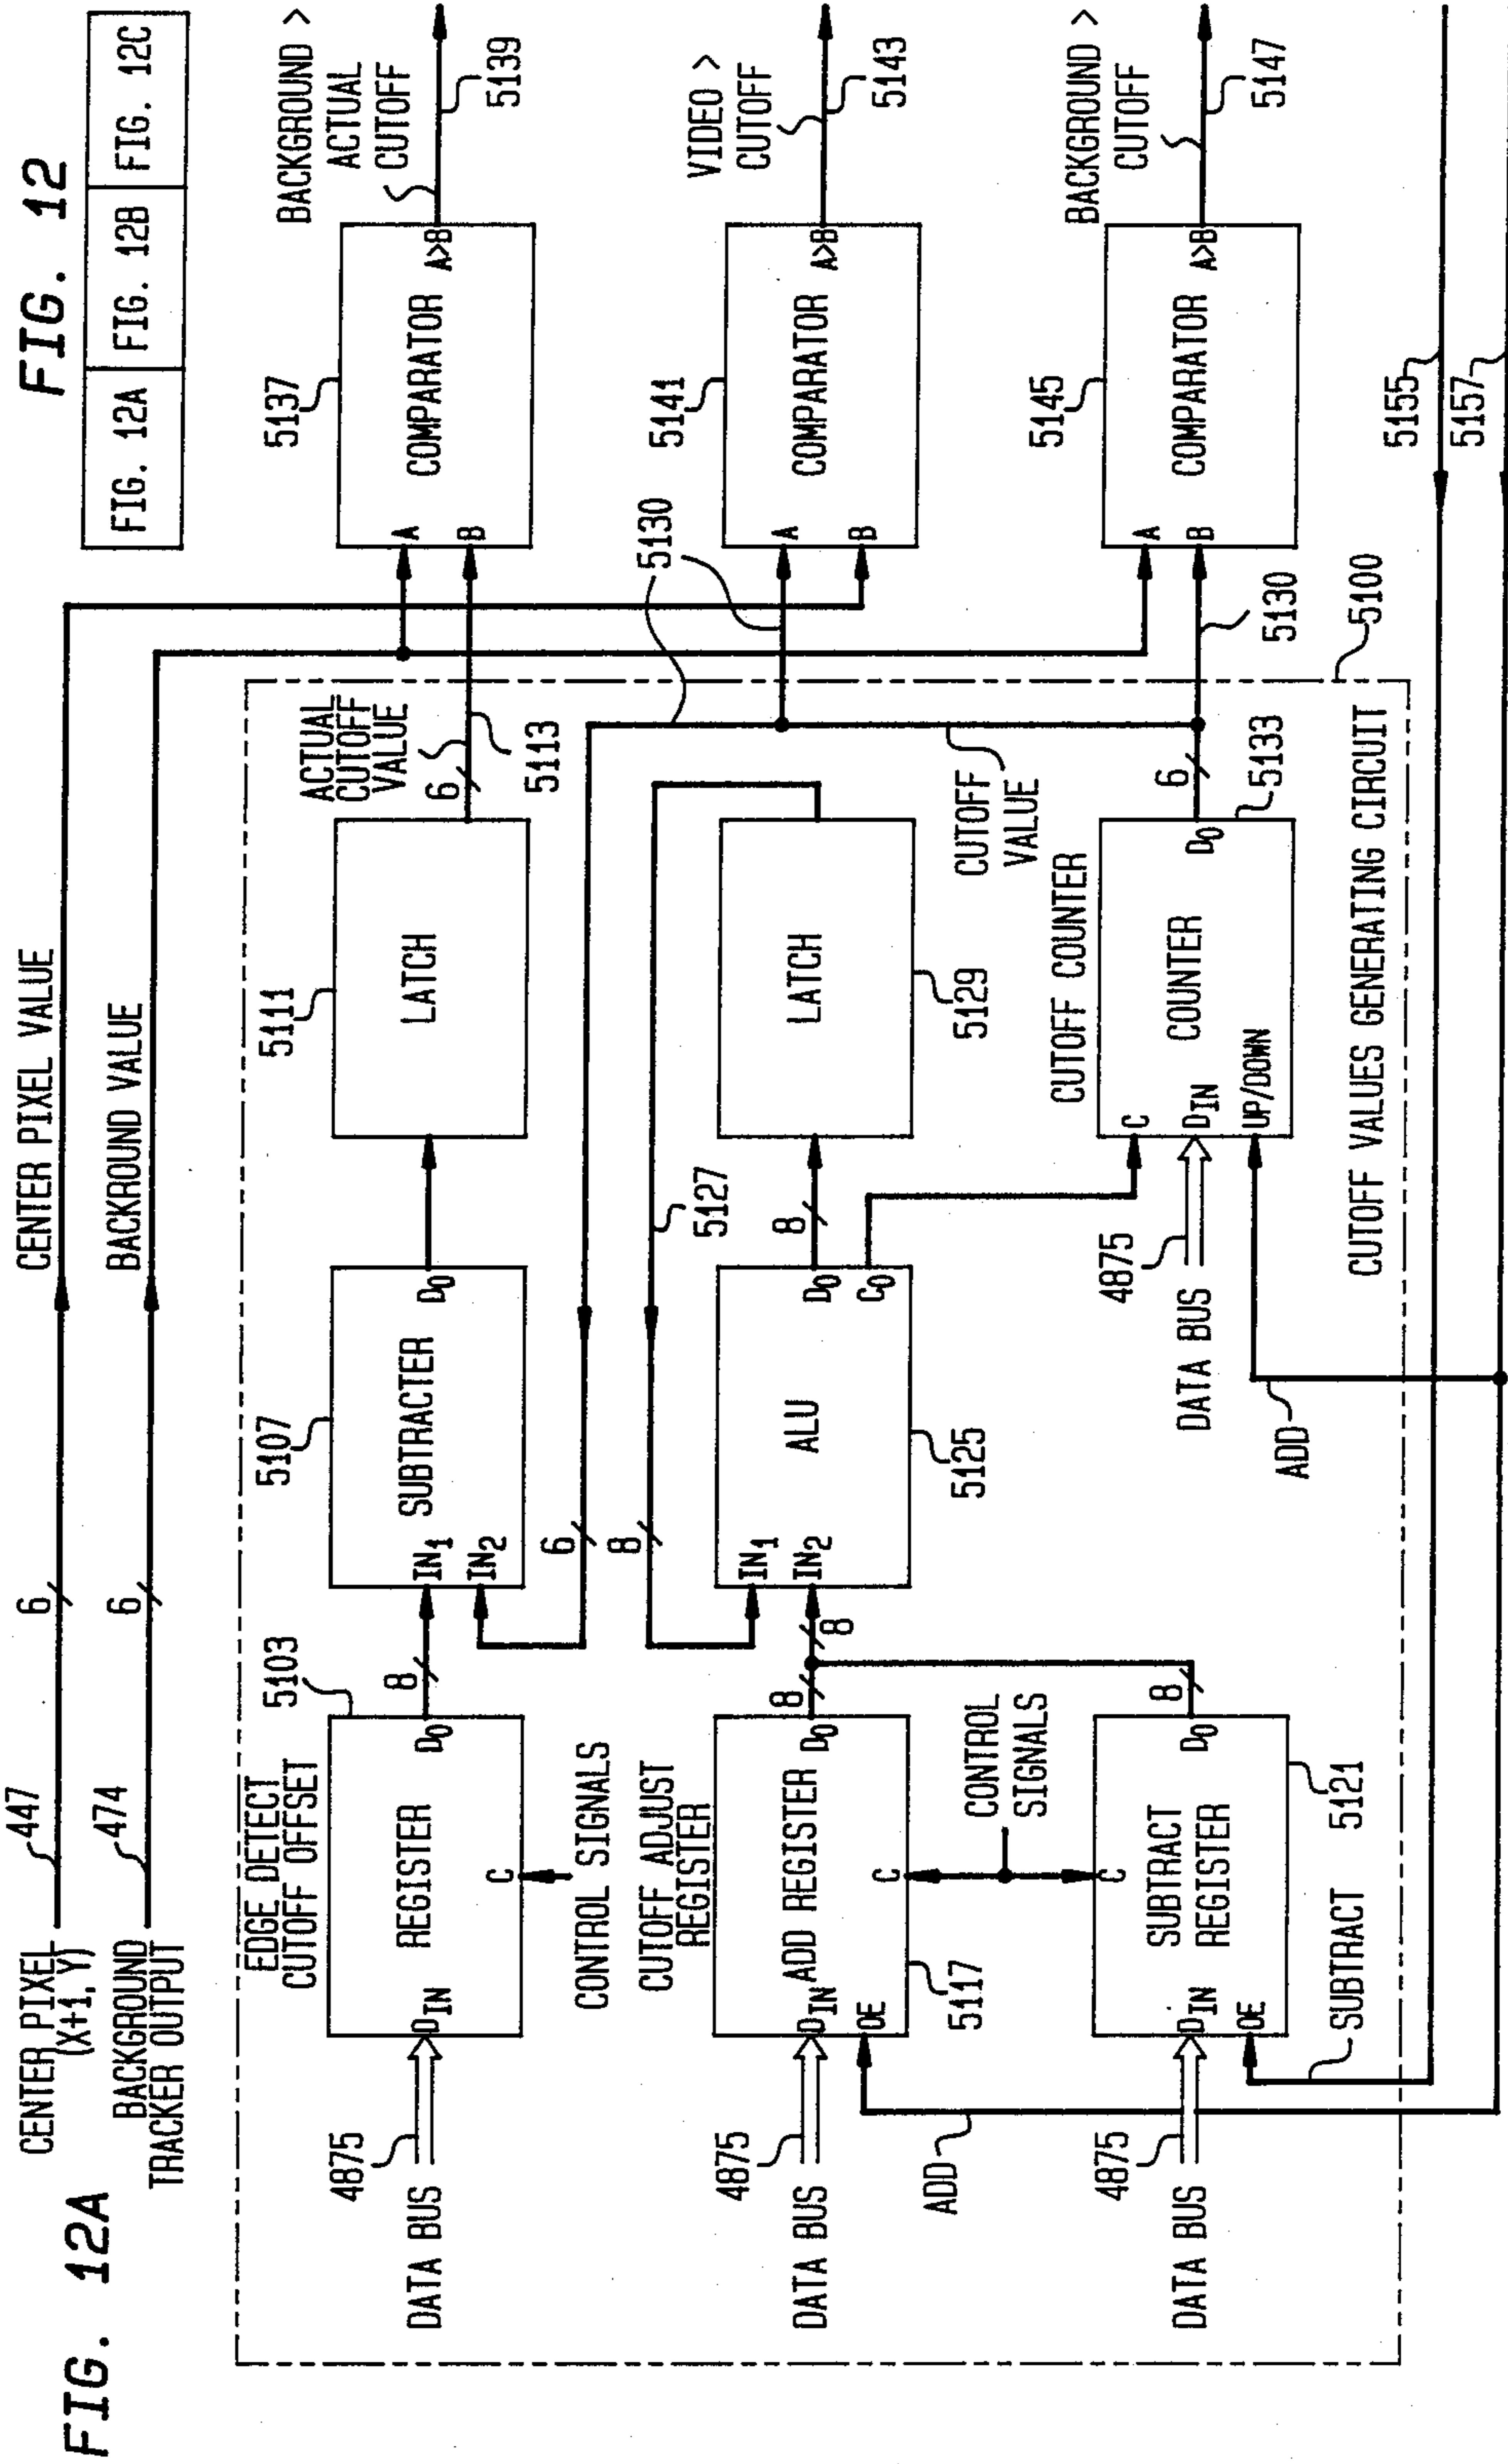 FIG. 12A
FIG. 12
FIG. 12A FIG. 12B FIG. 12C
CENTER PIXEL
(X+1, Y)
447
6
CENTER PIXEL VALUE
BACKGROUND
TRACKER OUTPUT
474
6
BACKROUND VALUE
EDGE DETECT
CUTOFF OFFSET
5103
DATA BUS
4875
DIN
REGISTER
DO
C
CONTROL SIGNALS
8
IN1
IN2
SUBTRACTER
DO
5107
LATCH
5111
ACTUAL
CUTOFF
VALUE
6
5113
A
B
COMPARATOR
A>B
5137
BACKGROUND >
ACTUAL
CUTOFF
5139
6
8
5127
5130
CUTOFF ADJUST
REGISTER
DATA BUS
4875
DIN
ADD REGISTER
DO
OE
C
5117
8
8
IN1
IN2
ALU
DO
CO
5125
8
LATCH
5129
A
B
COMPARATOR
A>B
5141
VIDEO >
CUTOFF
5143
ADD
CONTROL
SIGNALS
CUTOFF
VALUE
DATA BUS
4875
DIN
SUBTRACT
REGISTER
DO
OE
C
5121
8
SUBTRACT
CUTOFF COUNTER
DATA BUS
4875
C
DIN
UP/DOWN
COUNTER
DO
6
5133
5130
ADD
A
B
COMPARATOR
A>B
5145
BACKGROUND >
CUTOFF
5147
CUTOFF VALUES GENERATING CIRCUIT
5100
5155
5157